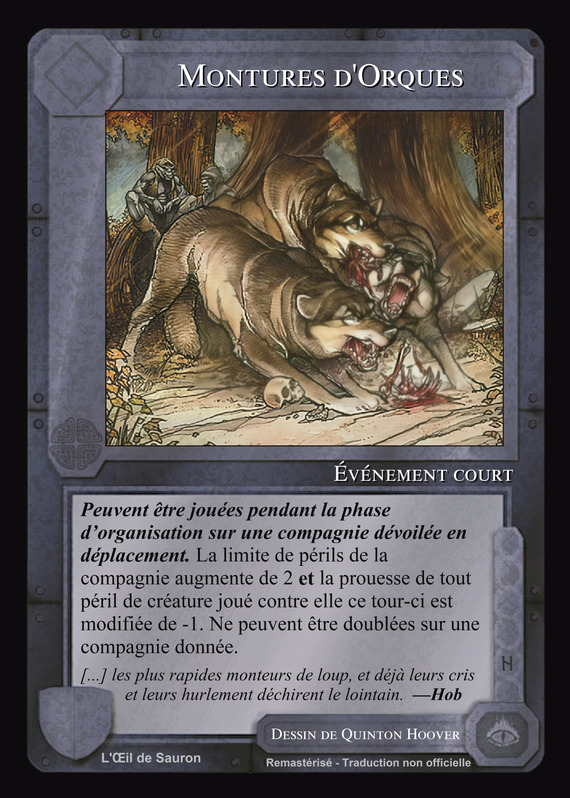 Montures d'Orques
Événement court
Peuvent être jouées pendant la phase
d'organisation sur une compagnie dévoilée en
déplacement. La limite de périls de la
compagnie augmente de 2 et la prouesse de tout
péril de créature joué contre elle ce tour-ci est
modifiée de -1. Ne peuvent être doublées sur une
compagnie donnée.
[...] les plus rapides monteurs de loup, et déjà leurs cris
et leurs hurlement déchirent le lointain. —Hob
Dessin de Quinton Hoover
L'Œil de Sauron
Remastérisé - Traduction non officielle